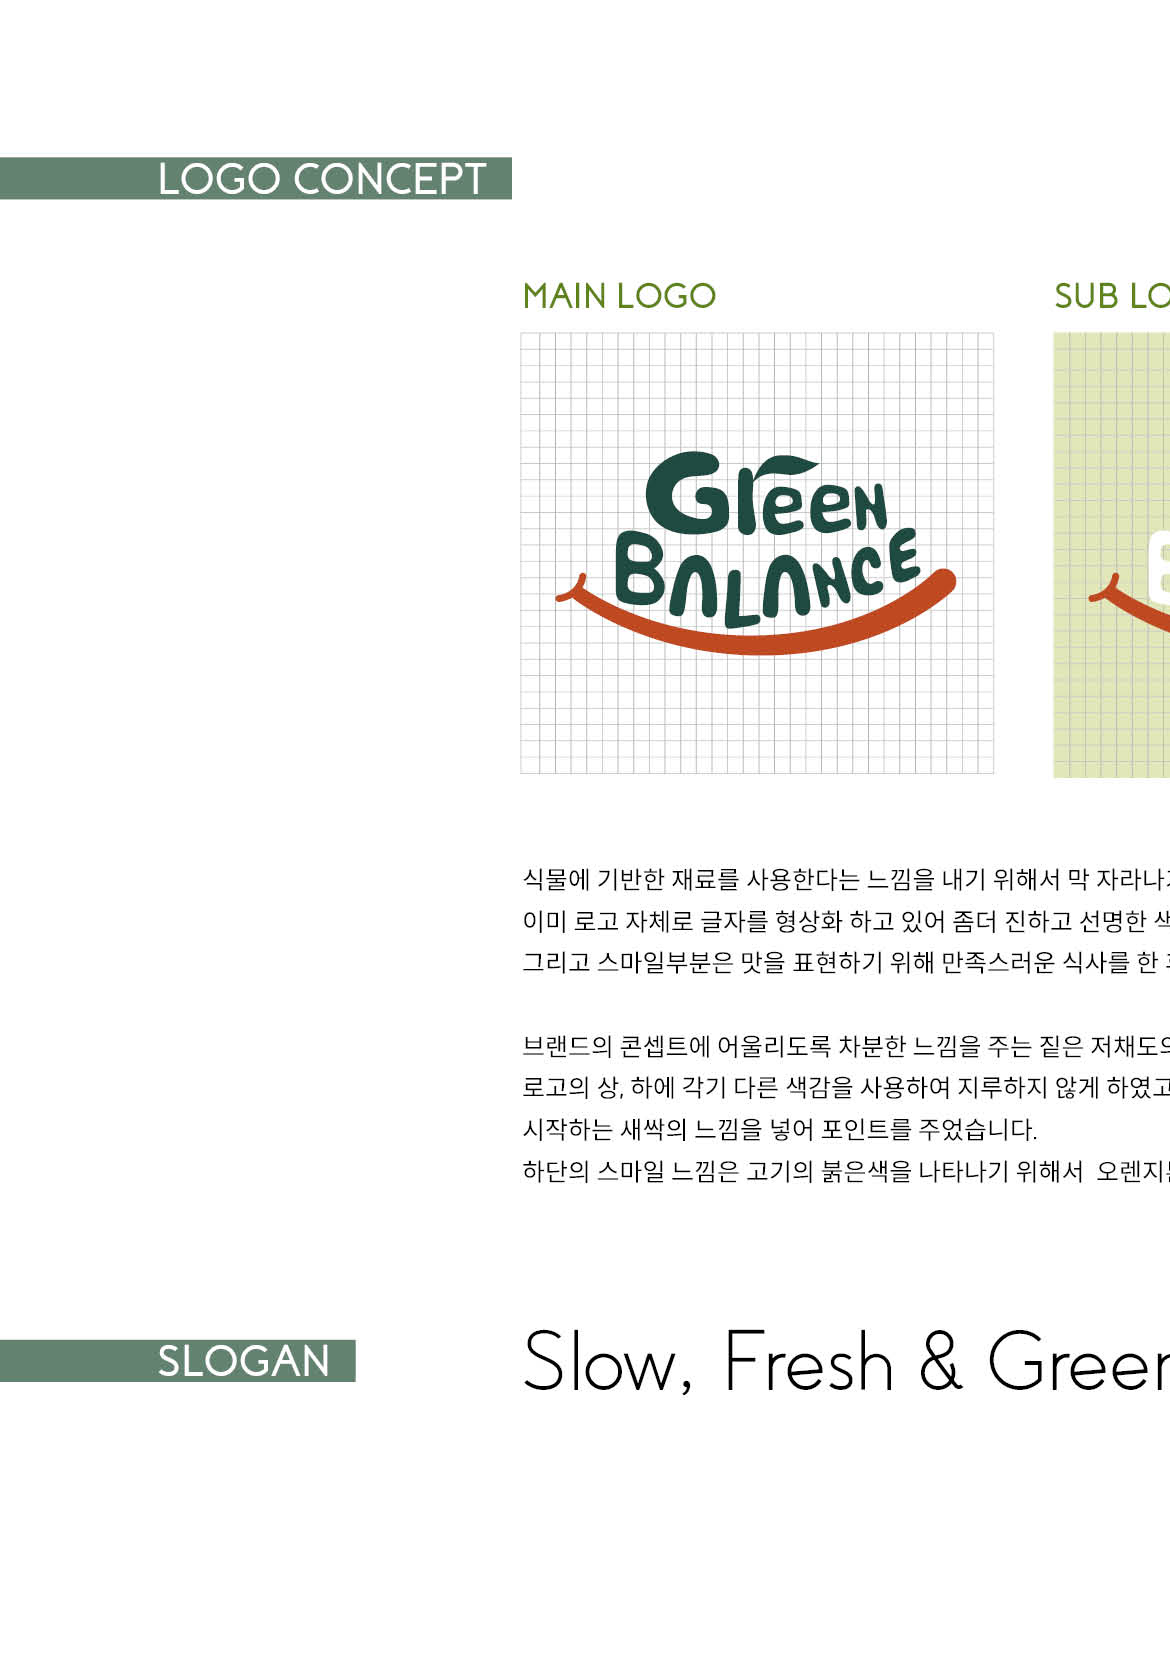 LOGO CONCEPT
MAIN LOGO
SUB LO
Green
BALANCE
식물에 기반한 재료를 사용한다는 느낌을 내기 위해서 막 자라나
이미 로고 자체로 글자를 형상화 하고 있어 좀더 진하고 선명한 색
그리고 스마일부분은 맛을 표현하기 위해 만족스러운 식사를 한
브랜드의 콘셉트에 어울리도록 차분한 느낌을 주는 짙은 저채도의
로고의 상, 하에 각기 다른 색감을 사용하여 지루하지 않게 하였고
시작하는 새싹의 느낌을 넣어 포인트를 주었습니다.
하단의 스마일 느낌은 고기의 붉은색을 나타나기 위해서 오렌지
SLOGAN
Slow, Fresh & Green